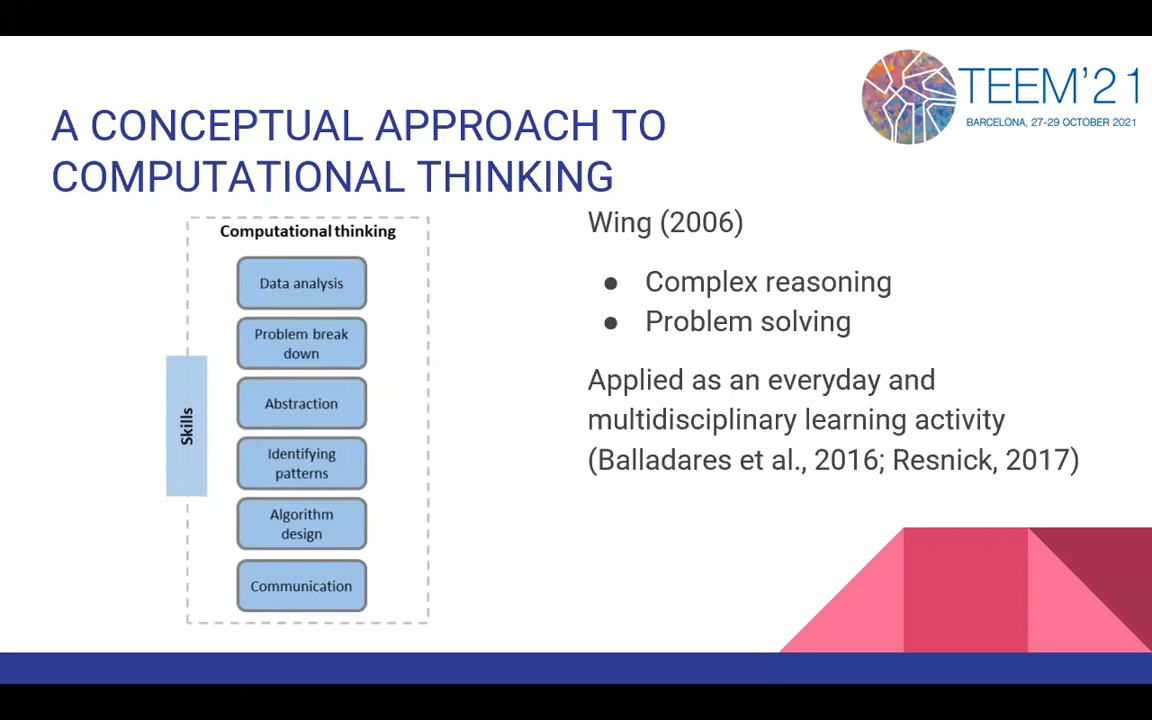 TEEM’21
BARCELONA, 27-29 OCTOBER 2021
A CONCEPTUAL APPROACH TO
COMPUTATIONAL THINKING
Computational thinking
Data analysis
Problem break
down
Abstraction
Identifying
patterns
Algorithm
design
Communication
Skills
Wing (2006)
● Complex reasoning
● Problem solving
Applied as an everyday and
multidisciplinary learning activity
(Balladares et al., 2016; Resnick, 2017)